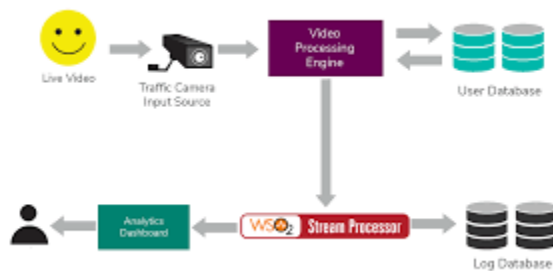 Live Video
Traffic Camera
Input Source
Video
Processing
Engine
User Database
Analytics
Dashboard
WSO2 Stream Processor
Log Database